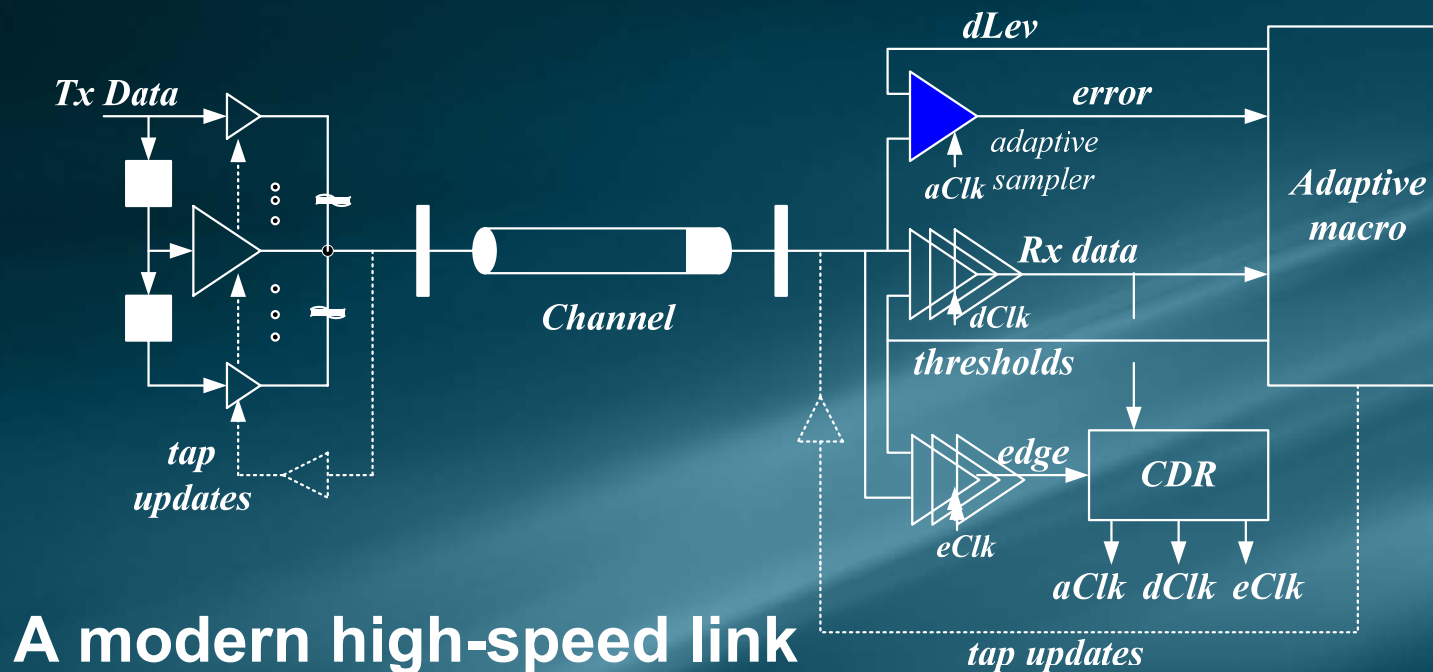 dLev
Tx Data
error
adaptive
sampler
aClk
Adaptive
macro
Rx data
dClk
Channel
thresholds
tap
updates
edge
CDR
eClk
aClk dClk eClk
A modern high-speed link
tap updates